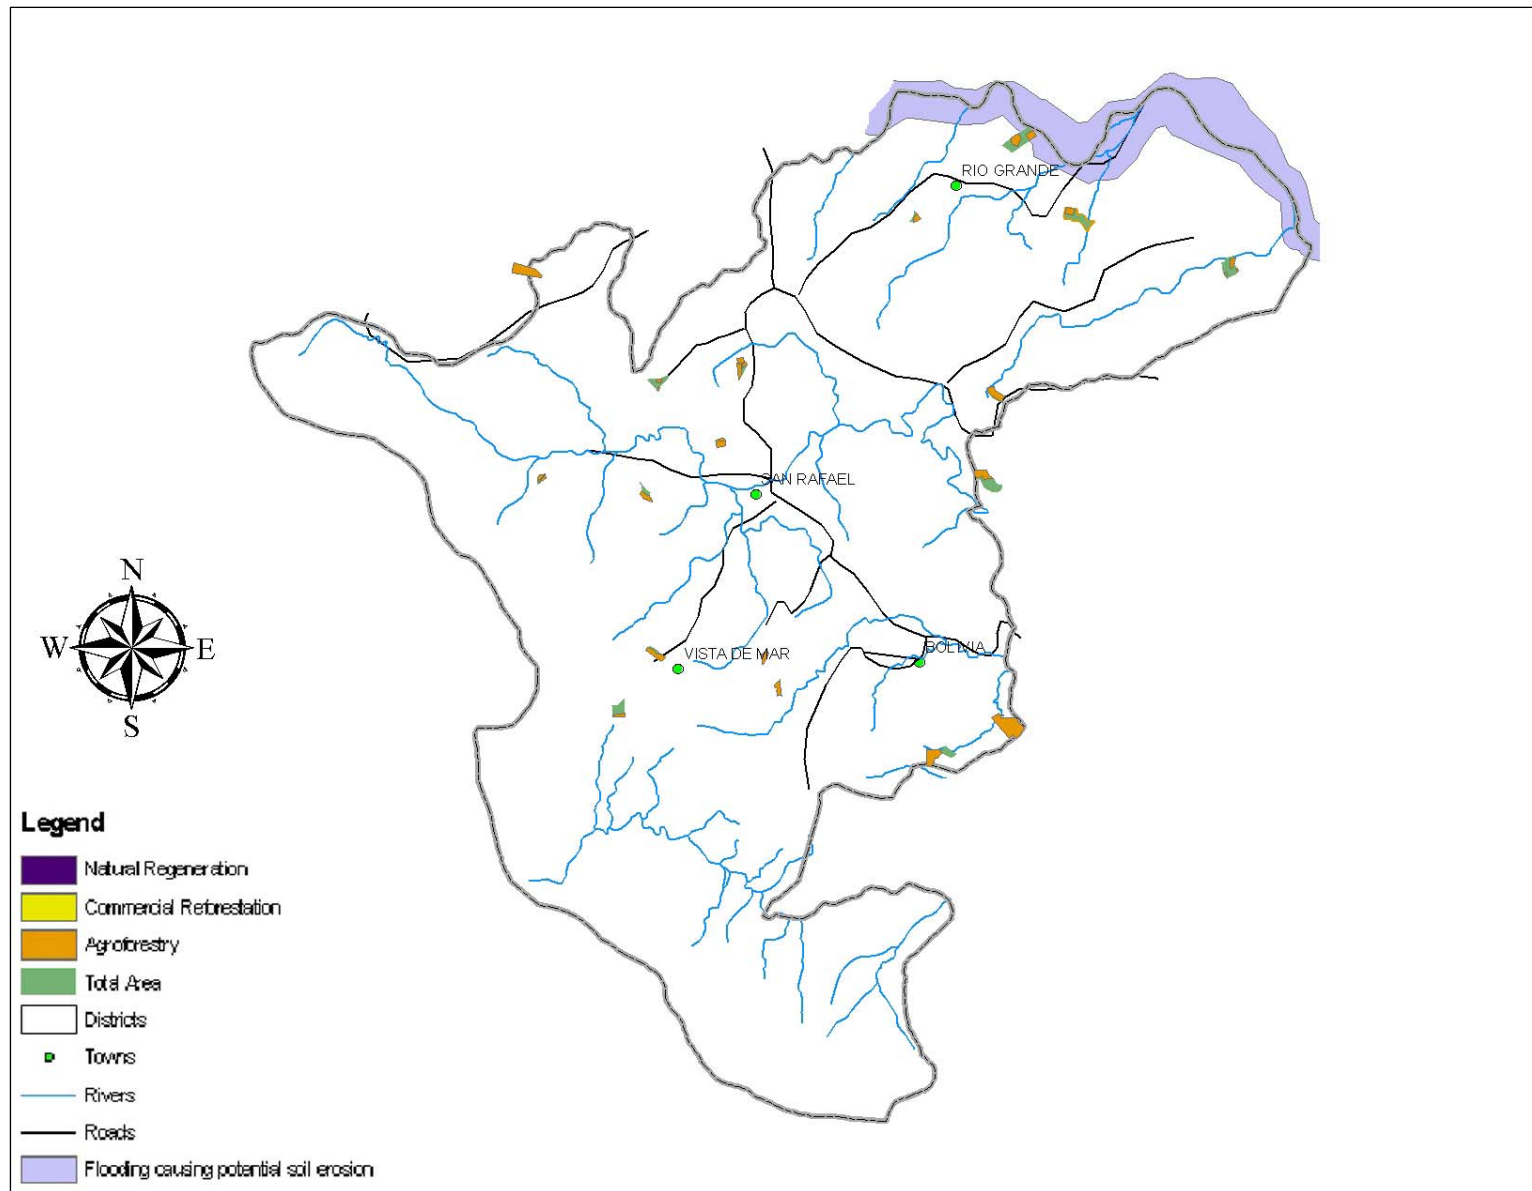 RIO GRANDE
SAN RAFAEL
VISTA DE MAR
BOLIVIA
N
W
E
S
Legend
Natural Regeneration
Commercial Reforestation
Agroforestry
Total Area
Districts
Towns
Rivers
Roads
Flooding causing potential soil erosion